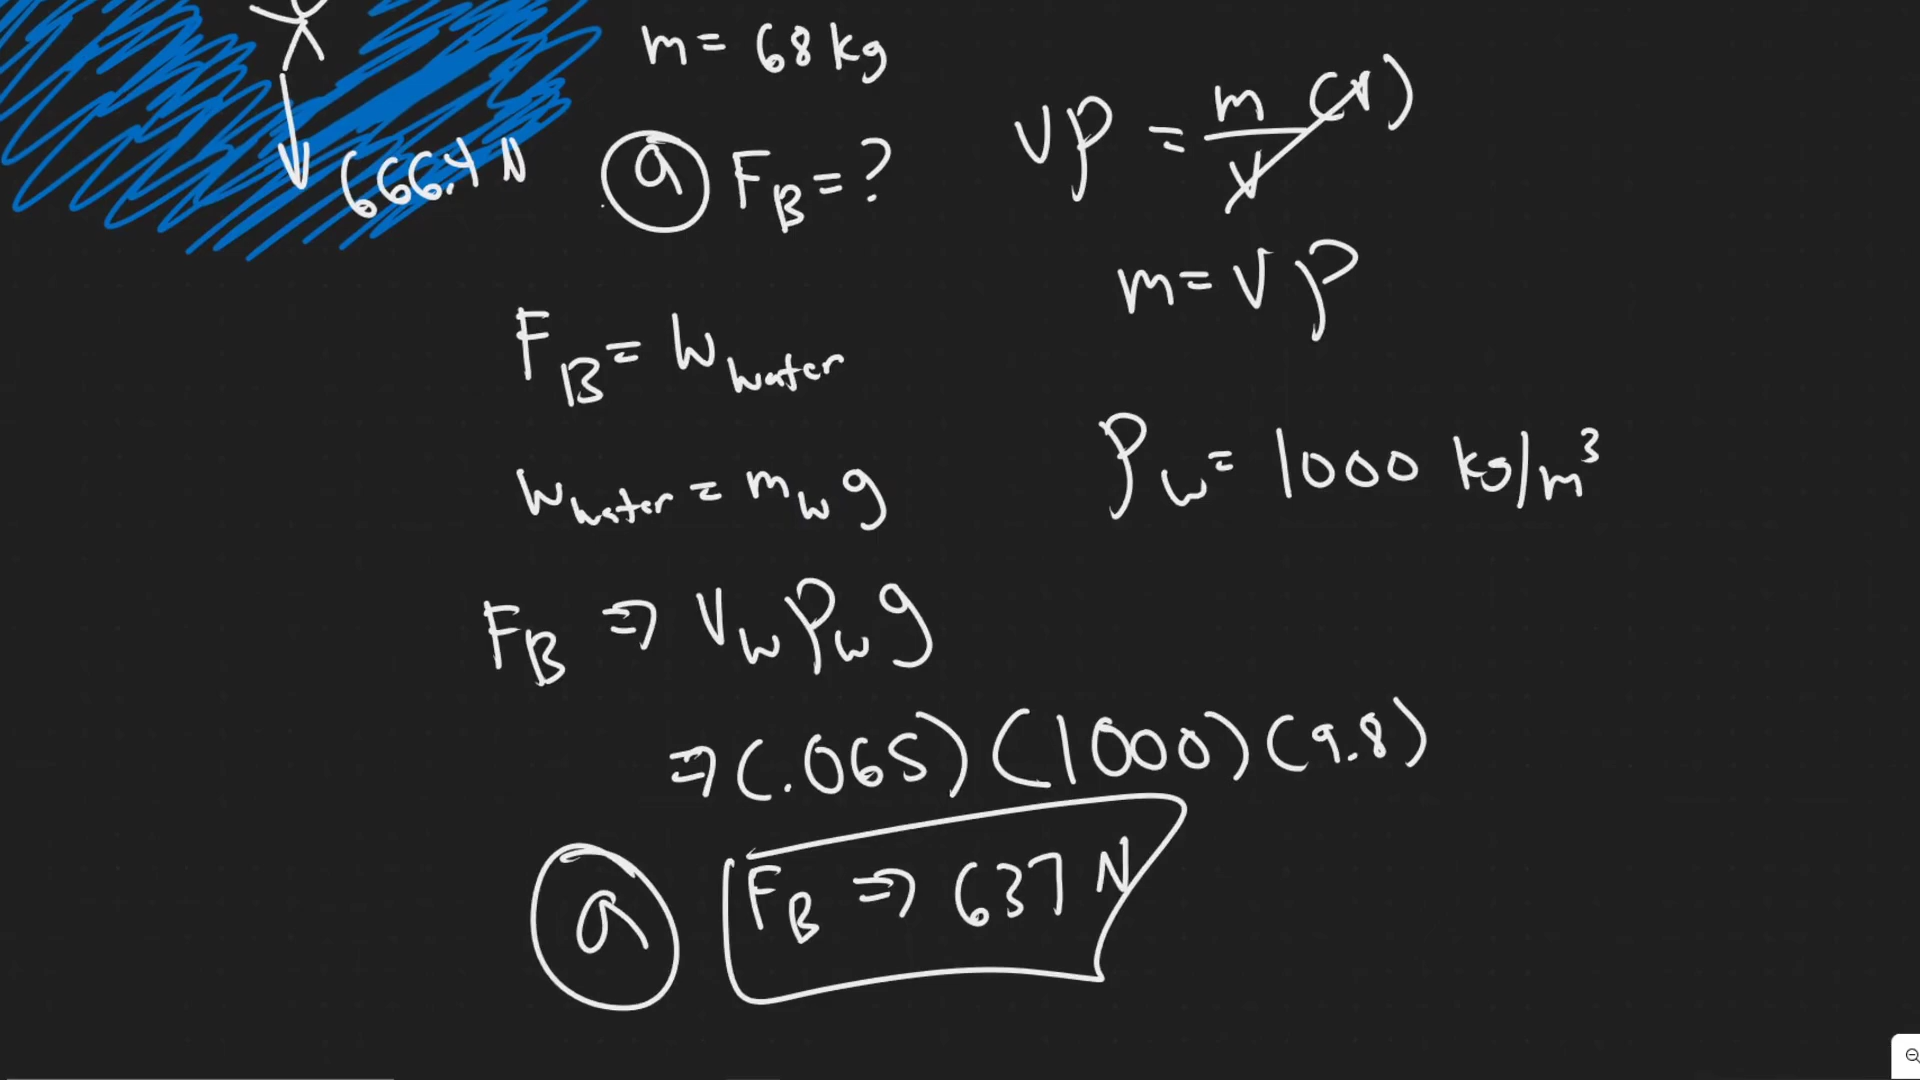 m = 68 kg
666.4 N
a F_B = ?
Vρ = m/V (V)
m = Vρ
F_B = W_water
ρ_w = 1000 kg/m³
W_water = m_w g
F_B ⇒ V_w ρ_w g
⇒ (.065) (1000) (9.8)
a F_B ⇒ 637 N